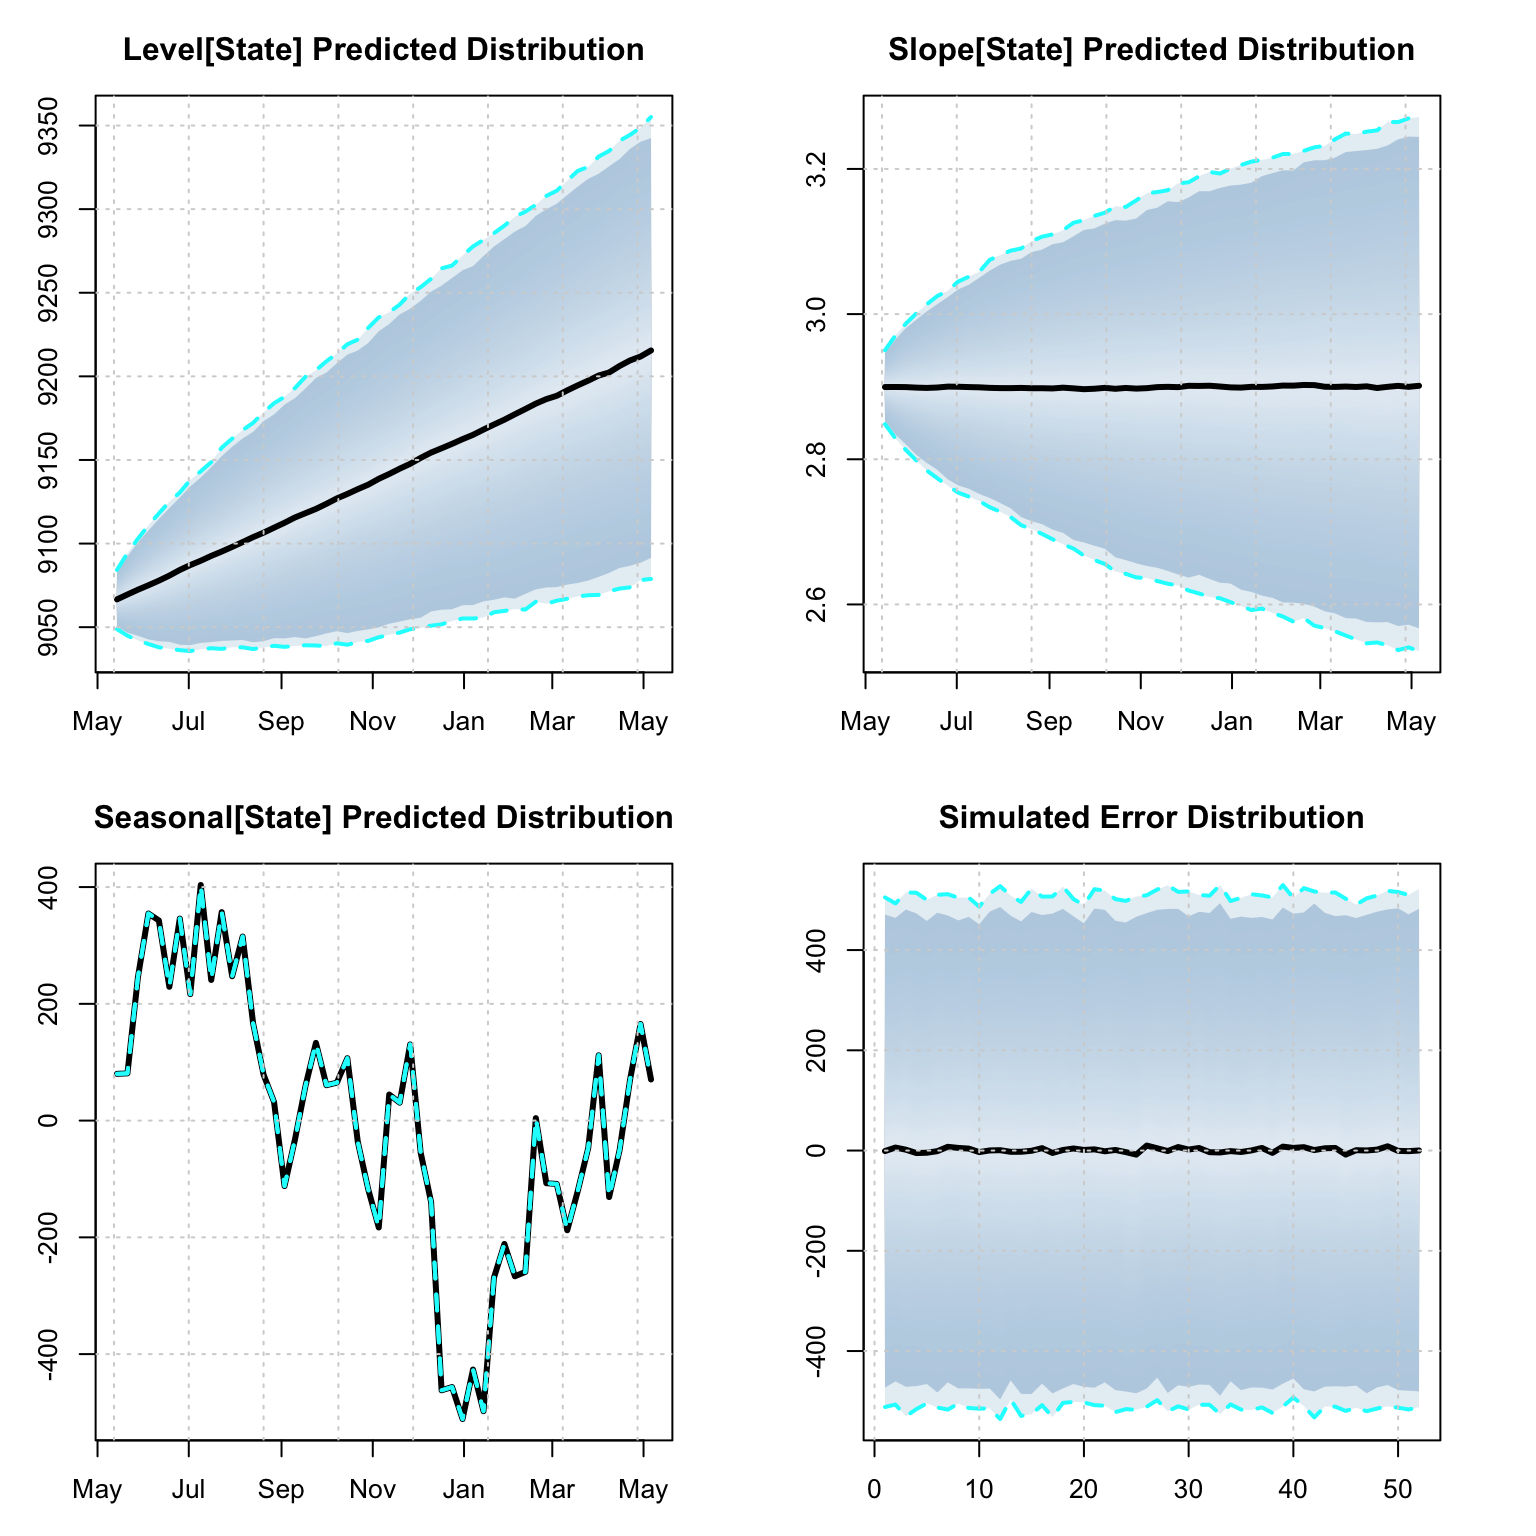 Level[State] Predicted Distribution
9350
9300
9250
9200
9150
9100
9050
May Jul Sep Nov Jan Mar May
Slope[State] Predicted Distribution
3.2
3.0
2.8
2.6
May Jul Sep Nov Jan Mar May
Seasonal[State] Predicted Distribution
400
200
0
-200
-400
May Jul Sep Nov Jan Mar May
Simulated Error Distribution
400
200
0
-200
-400
0 10 20 30 40 50